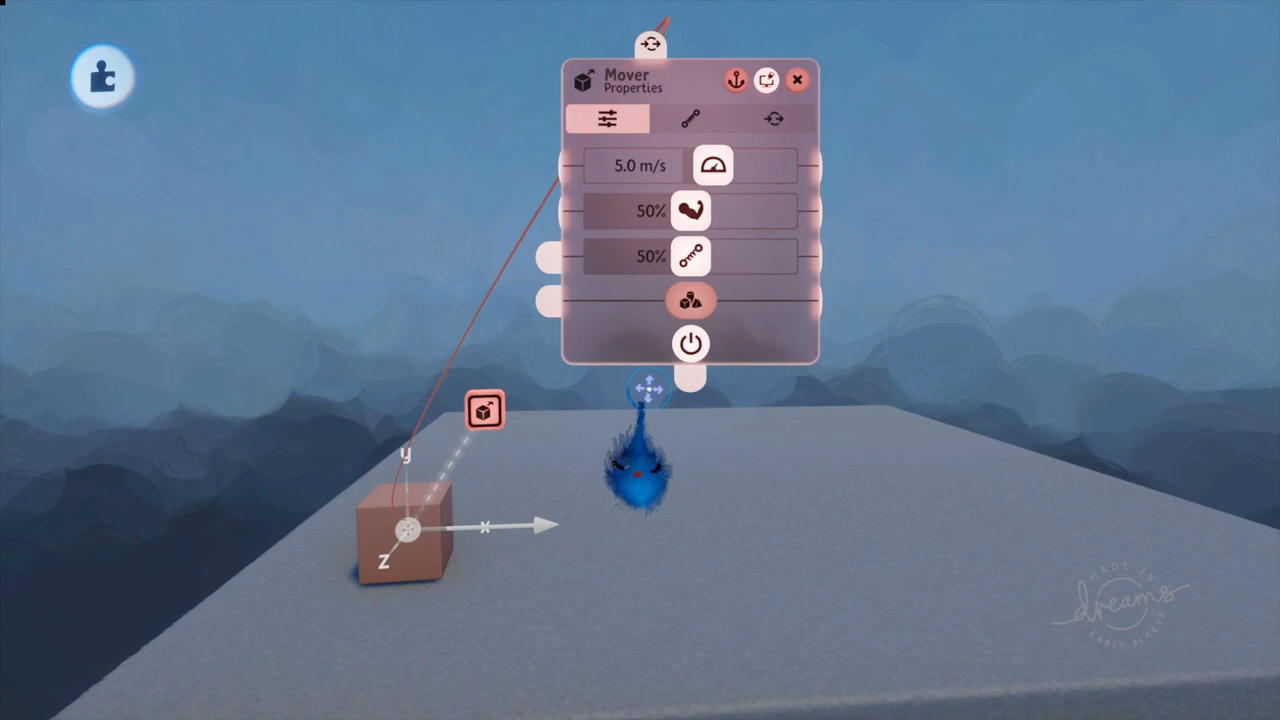 Mover
Properties
5.0 m/s
50%
50%
y
x
z
MADE IN
dreams
EARLY ACCESS